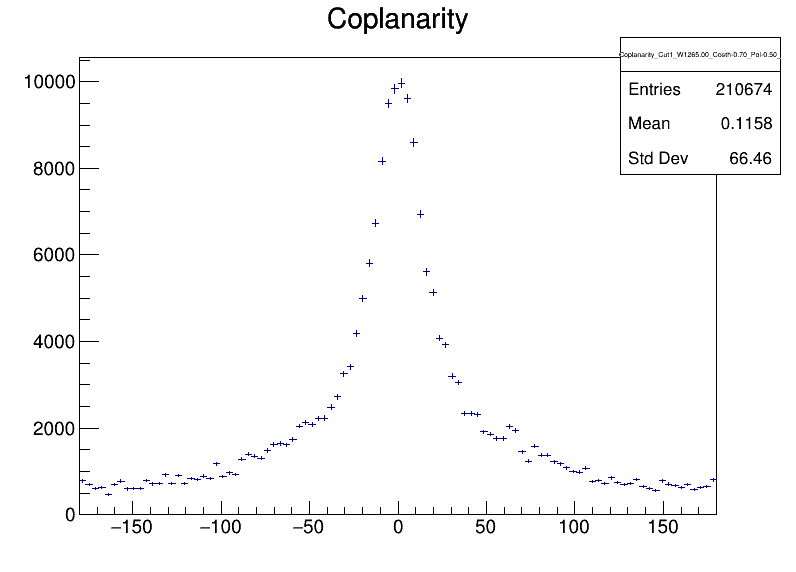 Coplanarity
Coplanarity_Cut1_W1265.00_Costh-0.70_Pol-0.50_
Entries 210674
Mean 0.1158
Std Dev 66.46
10000
8000
6000
4000
2000
0
−150 −100 −50 0 50 100 150